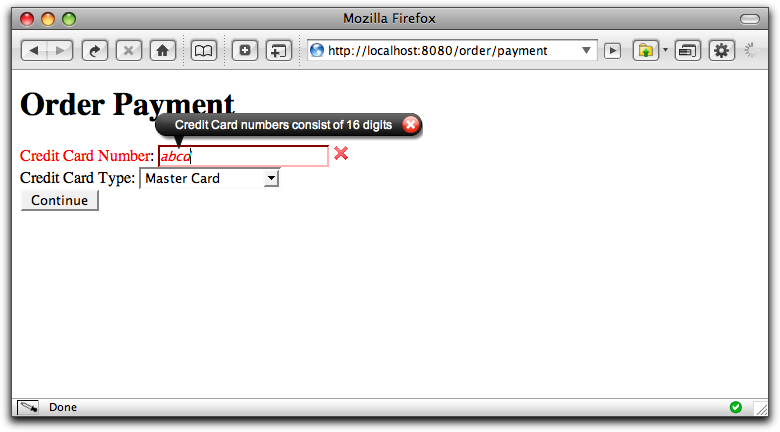 Mozilla Firefox
http://localhost:8080/order/payment
Order Payment
Credit Card numbers consist of 16 digits
Credit Card Number: abcd
Credit Card Type: Master Card
Continue
Done